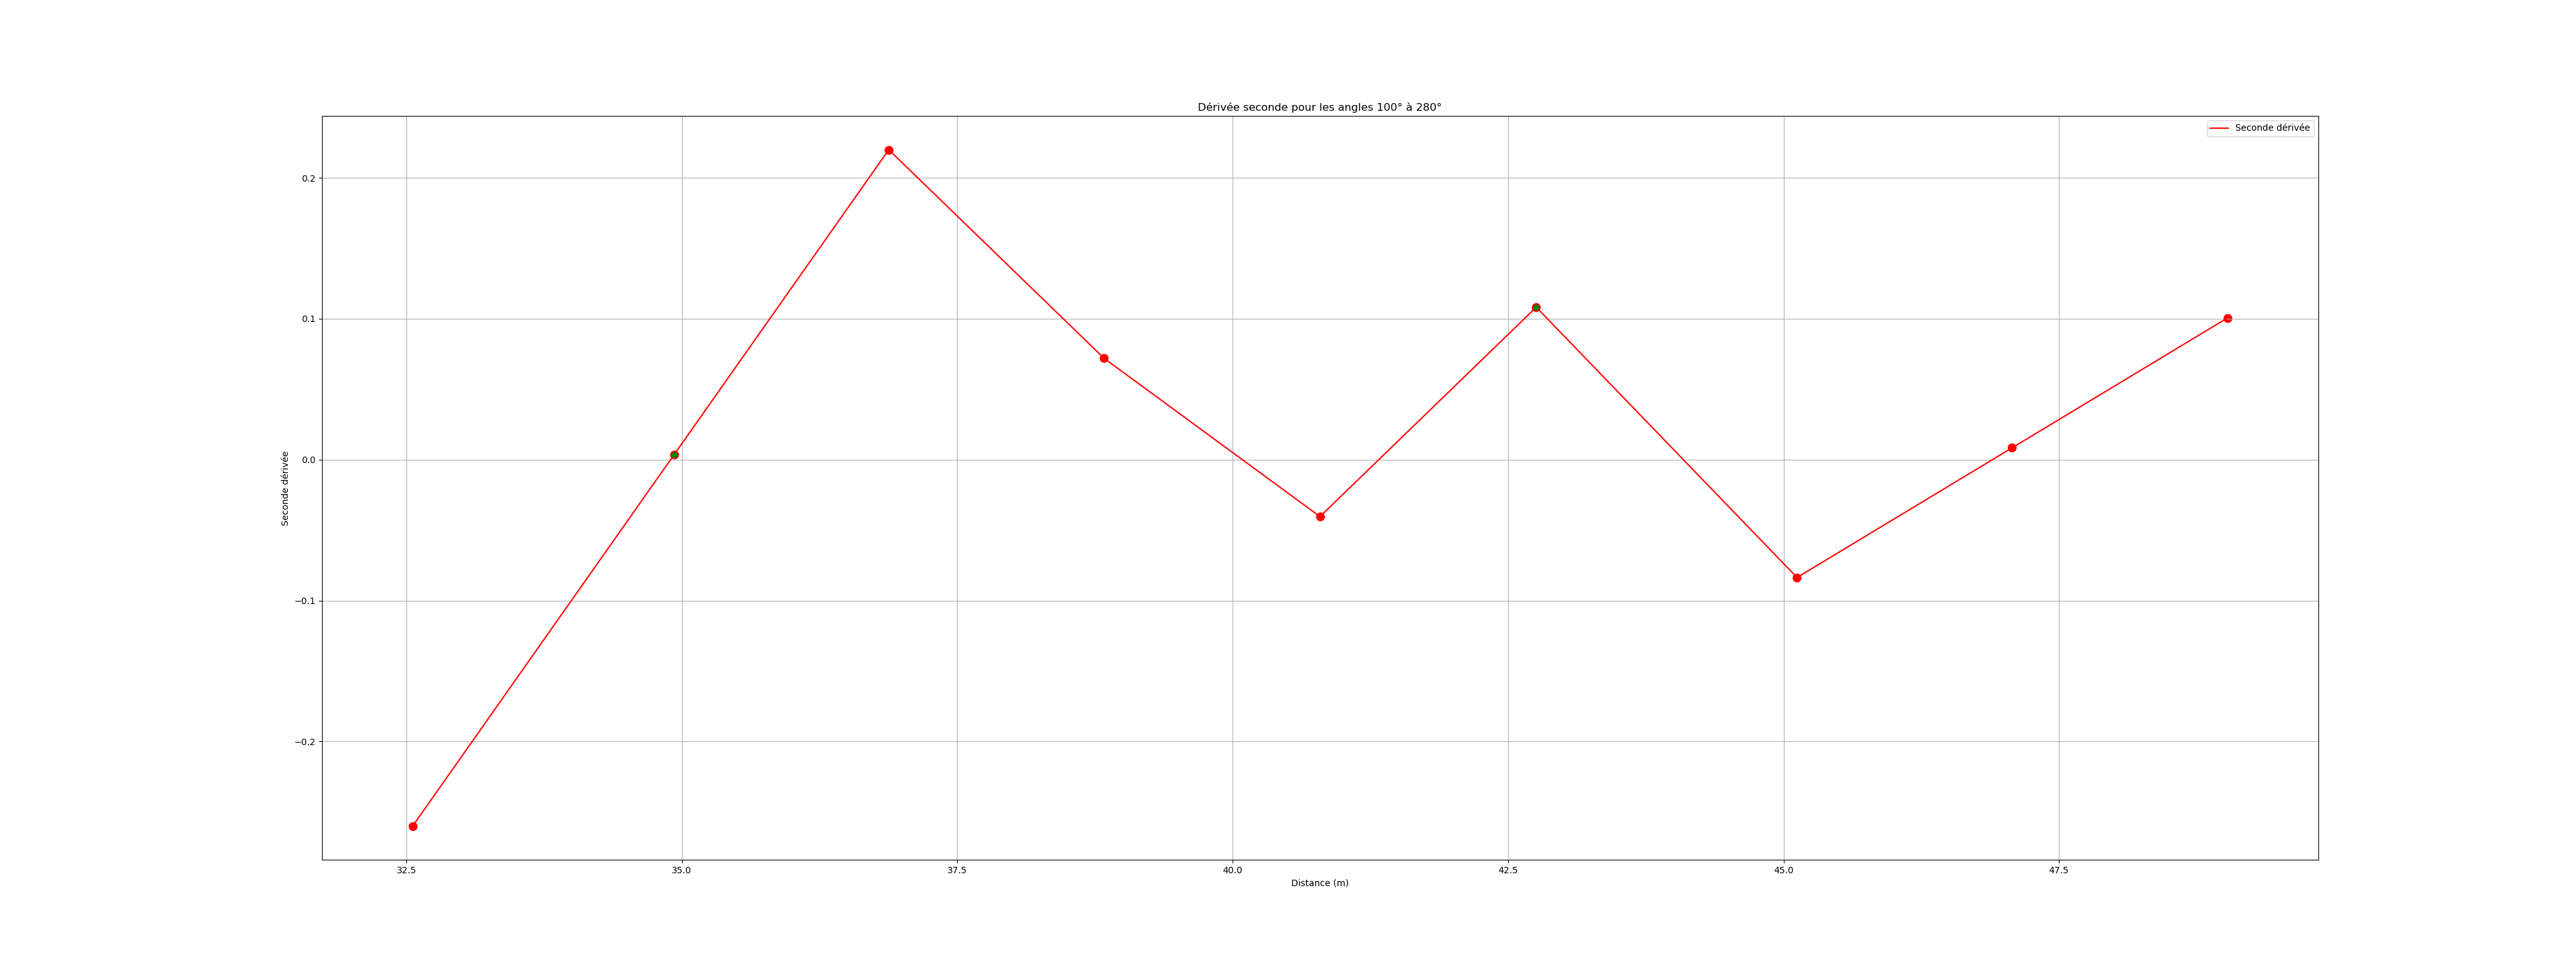 Dérivée seconde pour les angles 100° à 280°
Seconde dérivée
Seconde dérivée
0.2
0.1
0.0
−0.1
−0.2
32.5 35.0 37.5 40.0 42.5 45.0 47.5
Distance (m)